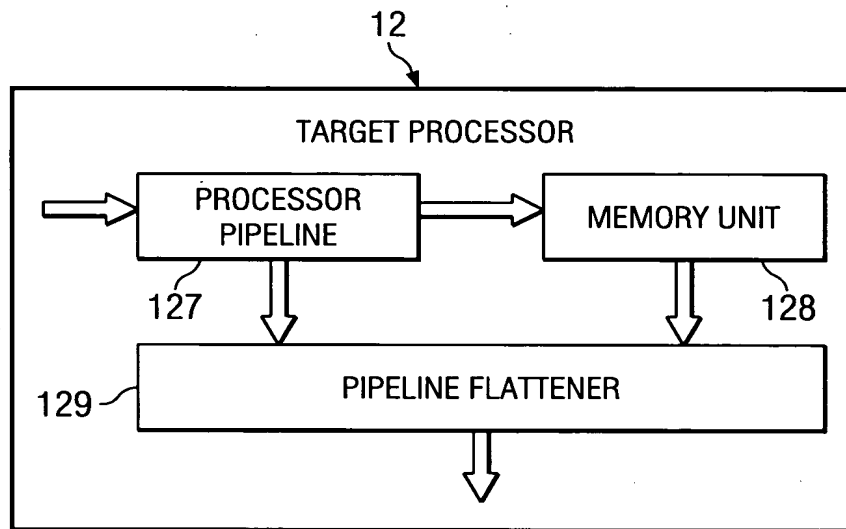 12
TARGET PROCESSOR
PROCESSOR
PIPELINE
MEMORY UNIT
127
128
PIPELINE FLATTENER
129